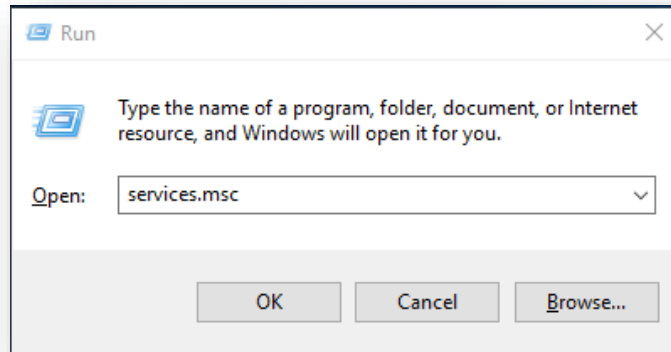 Run
Type the name of a program, folder, document, or Internet
resource, and Windows will open it for you.
Open: services.msc
OK Cancel Browse...